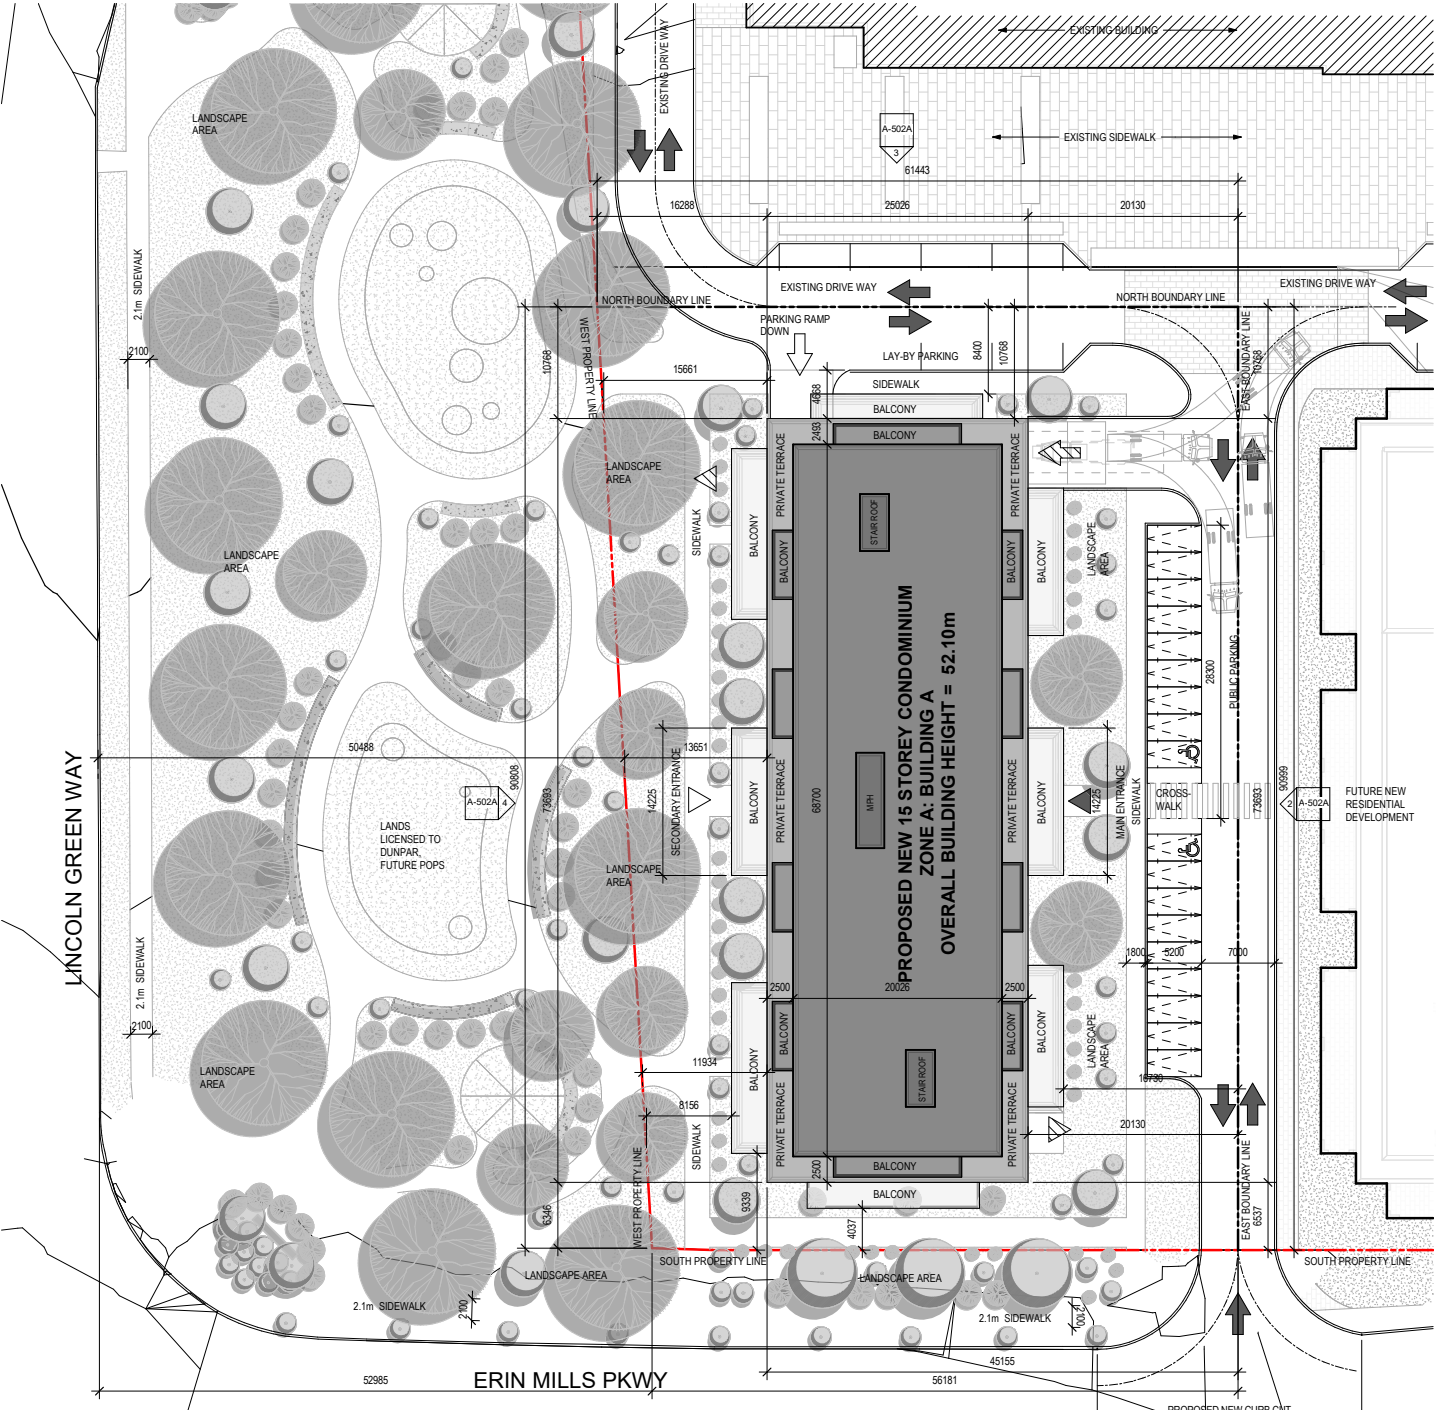 EXISTING BUILDING
EXISTING DRIVE WAY
LANDSCAPE
AREA
A-502A
3
EXISTING SIDEWALK
61443
16288
25026
20130
2.1m SIDEWALK
EXISTING DRIVE WAY
EXISTING DRIVE WAY
NORTH BOUNDARY LINE
NORTH BOUNDARY LINE
PARKING RAMP
DOWN
WEST PROPERTY LINE
EAST BOUNDARY LINE
2100
10768
8400
10768
10768
LAY-BY PARKING
15661
4668
SIDEWALK
BALCONY
2493
BALCONY
PRIVATE TERRACE
PRIVATE TERRACE
LANDSCAPE
AREA
SIDEWALK
BALCONY
BALCONY
STAIR ROOF
BALCONY
BALCONY
LANDSCAPE
AREA
LANDSCAPE
AREA
PROPOSED NEW 15 STOREY CONDOMINIUM
ZONE A: BUILDING A
OVERALL BUILDING HEIGHT = 52.10m
28300
PUBLIC PARKING
LINCOLN GREEN WAY
50488
13651
90808
73693
A-502A
4
SECONDARY ENTRANCE
14225
BALCONY
PRIVATE TERRACE
68700
MPH
PRIVATE TERRACE
BALCONY
14225
MAIN ENTRANCE
SIDEWALK
CROSS-
WALK
73693
90999
2
A-502A
FUTURE NEW
RESIDENTIAL
DEVELOPMENT
LANDS
LICENSED TO
DUNPAR,
FUTURE POPS
LANDSCAPE
AREA
2.1m SIDEWALK
1800
5200
7000
2500
20026
2500
2100
BALCONY
BALCONY
BALCONY
BALCONY
LANDSCAPE
AREA
LANDSCAPE
AREA
11934
STAIR ROOF
16730
8156
20130
SIDEWALK
PRIVATE TERRACE
PRIVATE TERRACE
2500
BALCONY
BALCONY
WEST PROPERTY LINE
EAST BOUNDARY LINE
6346
9339
4037
6537
SOUTH PROPERTY LINE
SOUTH PROPERTY LINE
LANDSCAPE AREA
LANDSCAPE AREA
2.1m SIDEWALK
2100
2.1m SIDEWALK
2100
45155
52985
ERIN MILLS PKWY
56181
PROPOSED NEW CURB CUT